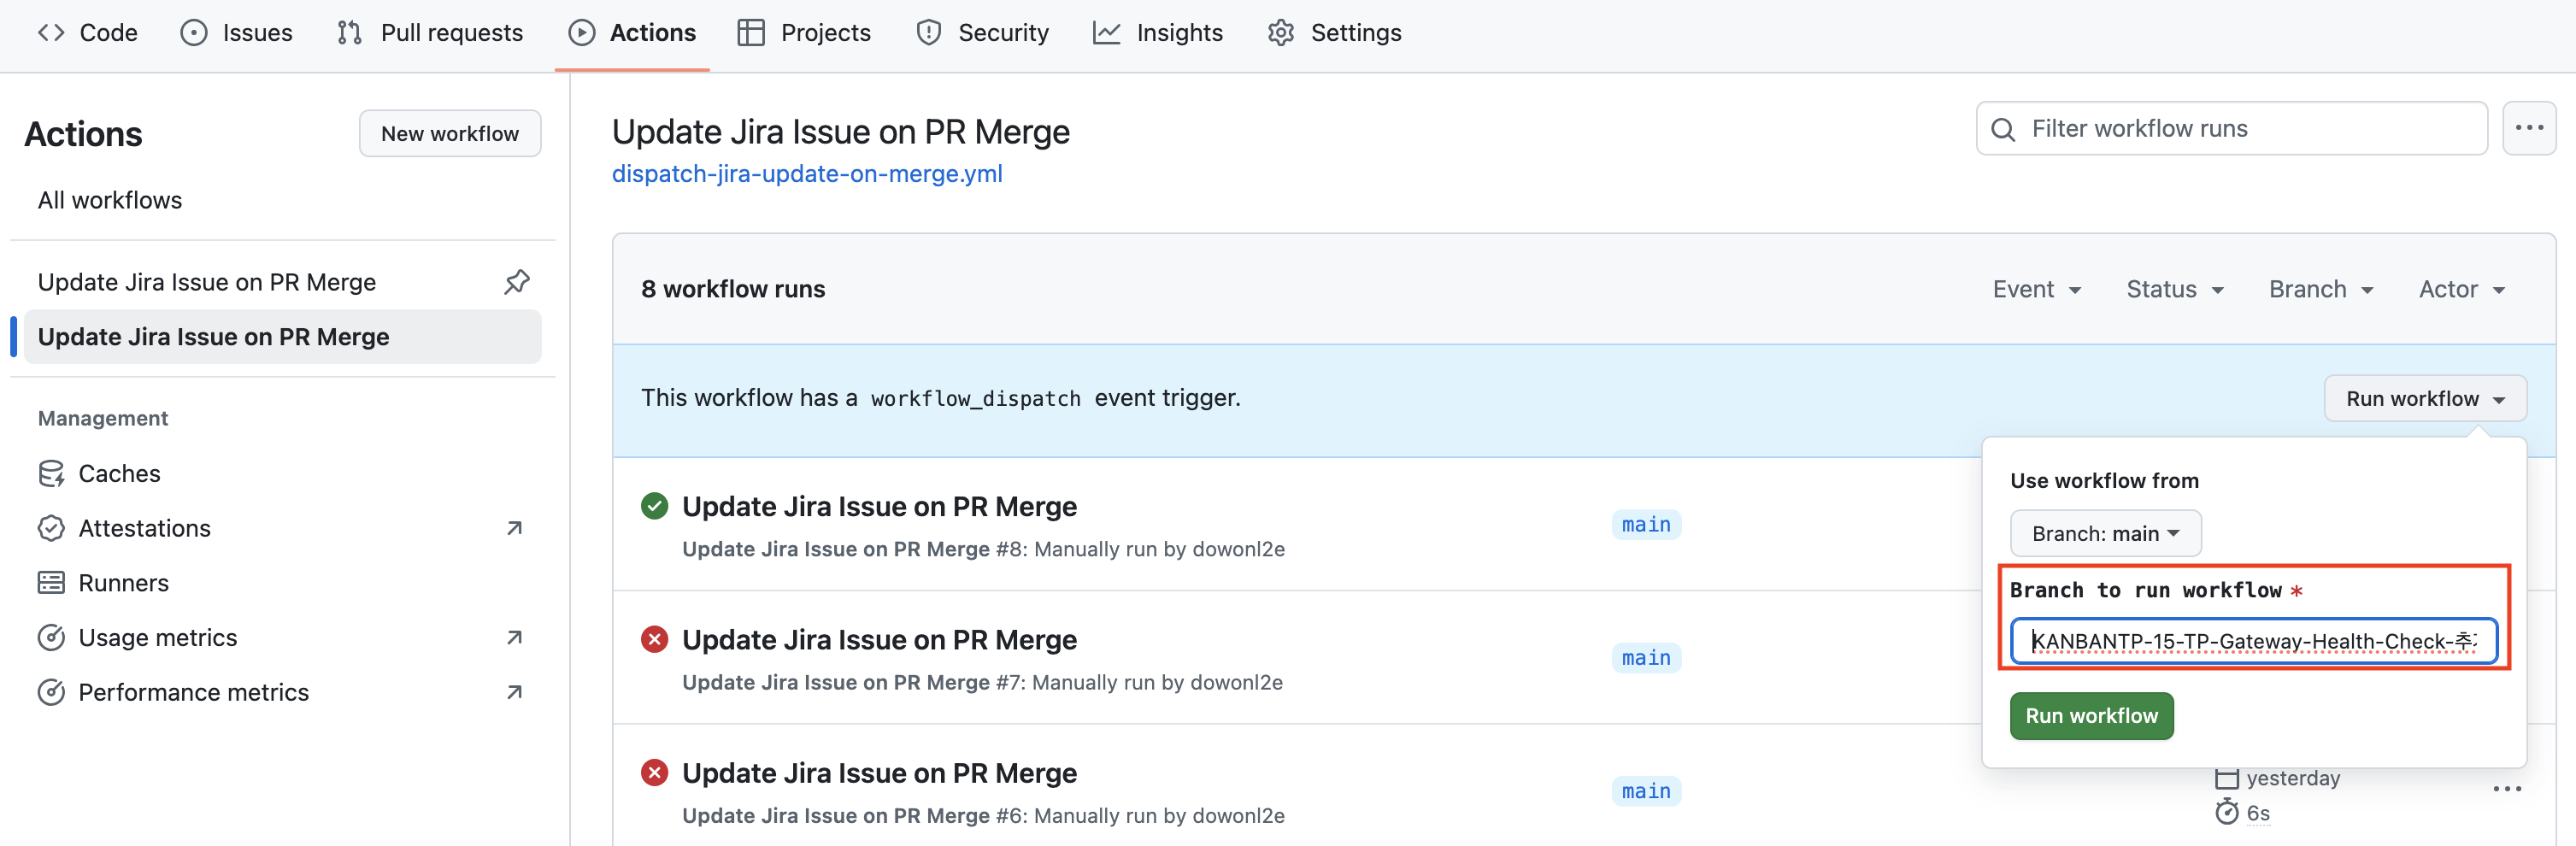 Code Issues Pull requests Actions Projects Security Insights Settings
Actions
New workflow
All workflows
Update Jira Issue on PR Merge
Update Jira Issue on PR Merge
Management
Caches
Attestations
Runners
Usage metrics
Performance metrics
Update Jira Issue on PR Merge
dispatch-jira-update-on-merge.yml
Filter workflow runs
8 workflow runs
Event Status Branch Actor
This workflow has a workflow_dispatch event trigger.
Run workflow
Update Jira Issue on PR Merge
Update Jira Issue on PR Merge #8: Manually run by dowonl2e
main
Update Jira Issue on PR Merge
Update Jira Issue on PR Merge #7: Manually run by dowonl2e
main
Update Jira Issue on PR Merge
Update Jira Issue on PR Merge #6: Manually run by dowonl2e
main
yesterday
6s
Use workflow from
Branch: main
Branch to run workflow *
KANBANTP-15-TP-Gateway-Health-Check-추
Run workflow